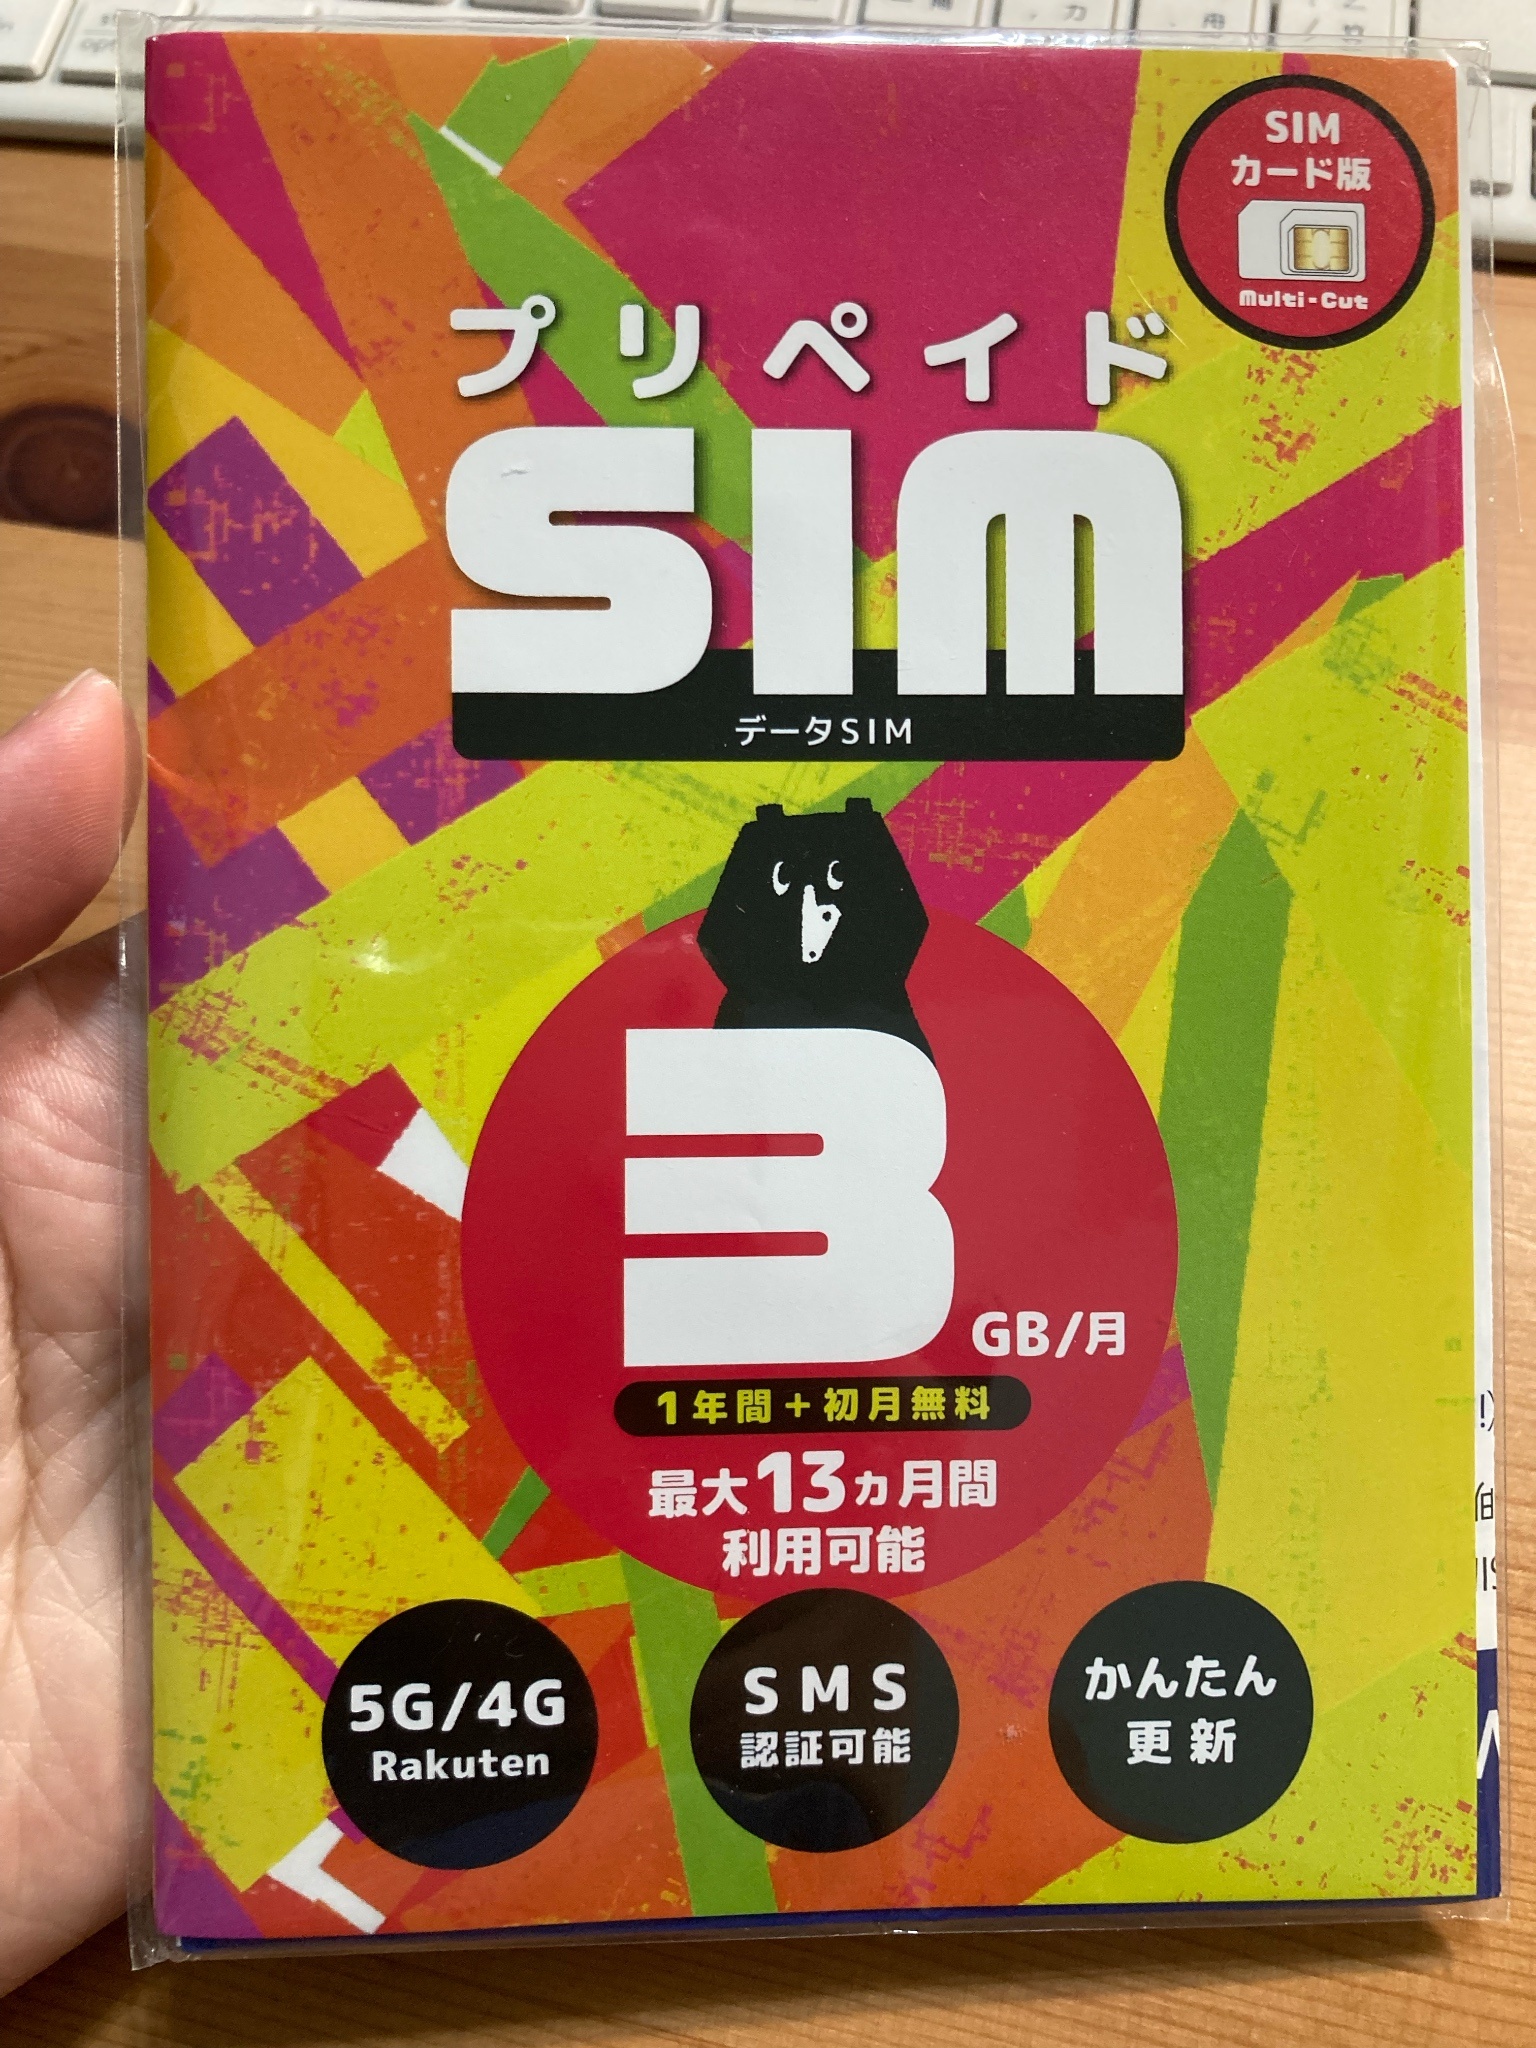 SIM
カード版
Multi-Cut
プリペイド
SIM
データSIM
3
GB/月
1年間+初月無料
最大13ヵ月間
利用可能
5G/4G
Rakuten
SMS
認証可能
かんたん
更新